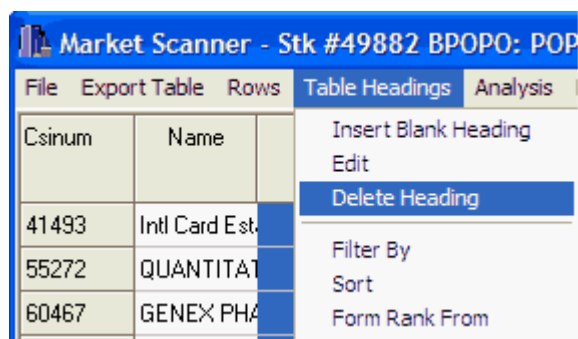 Market Scanner - Stk #49882 BPOPO: POP
File Export Table Rows Table Headings Analysis
Csinum Name
Insert Blank Heading
Edit
Delete Heading
Filter By
Sort
Form Rank From
41493 Intl Card Est
55272 QUANTITAT
60467 GENEX PHA